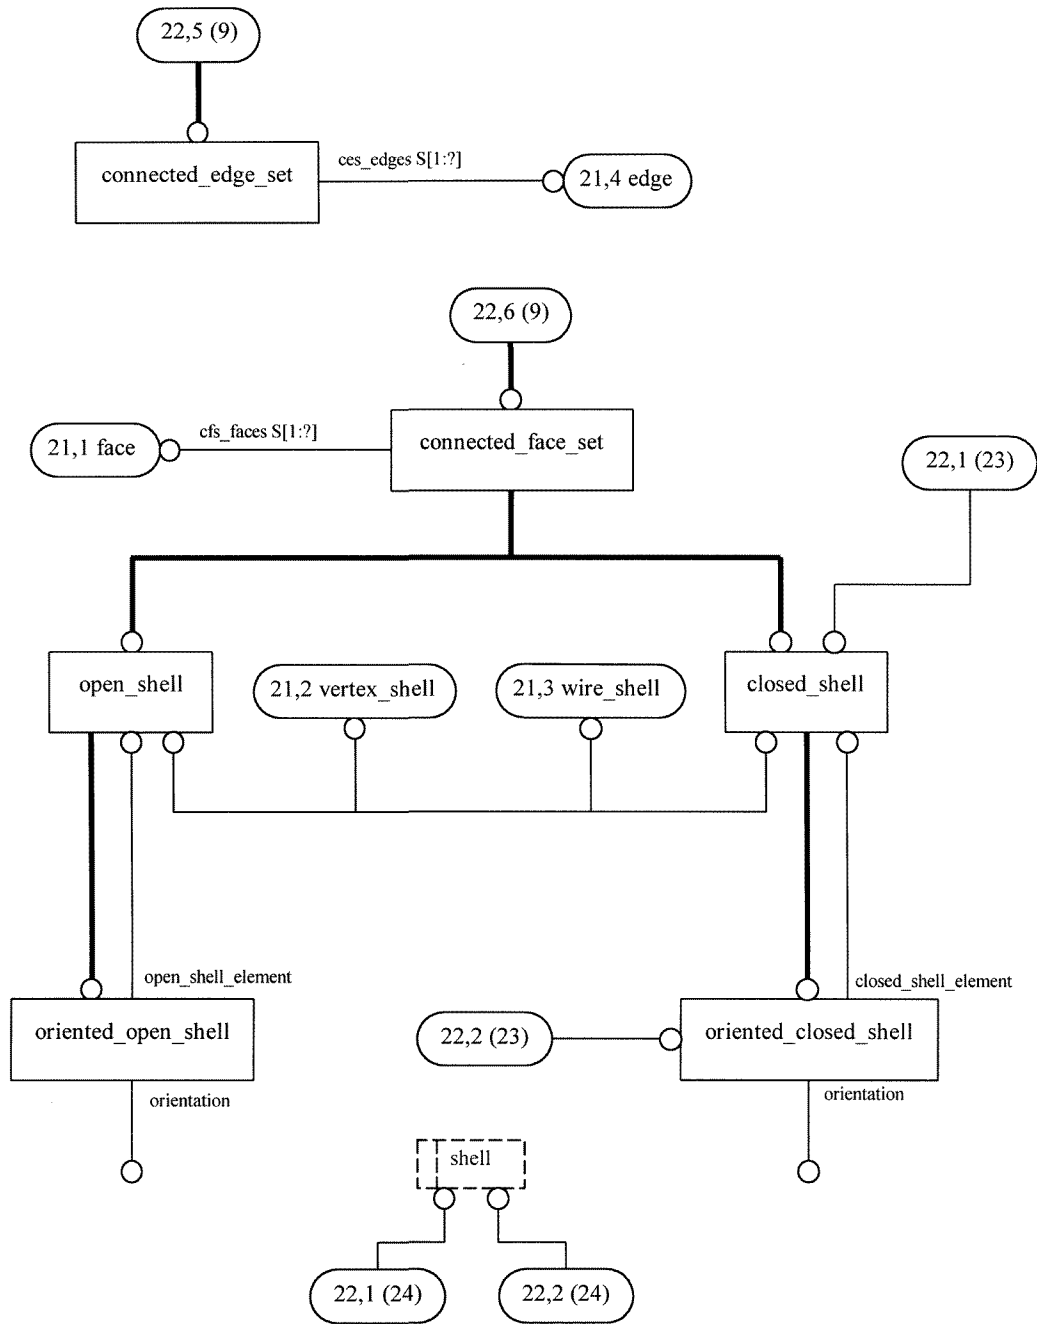 22,5 (9)
connected_edge_set
ces_edges S[1:?]
21,4 edge
22,6 (9)
cfs_faces S[1:?]
21,1 face
connected_face_set
22,1 (23)
open_shell
21,2 vertex_shell
21,3 wire_shell
closed_shell
open_shell_element
closed_shell_element
oriented_open_shell
22,2 (23)
oriented_closed_shell
orientation
orientation
shell
22,1 (24)
22,2 (24)